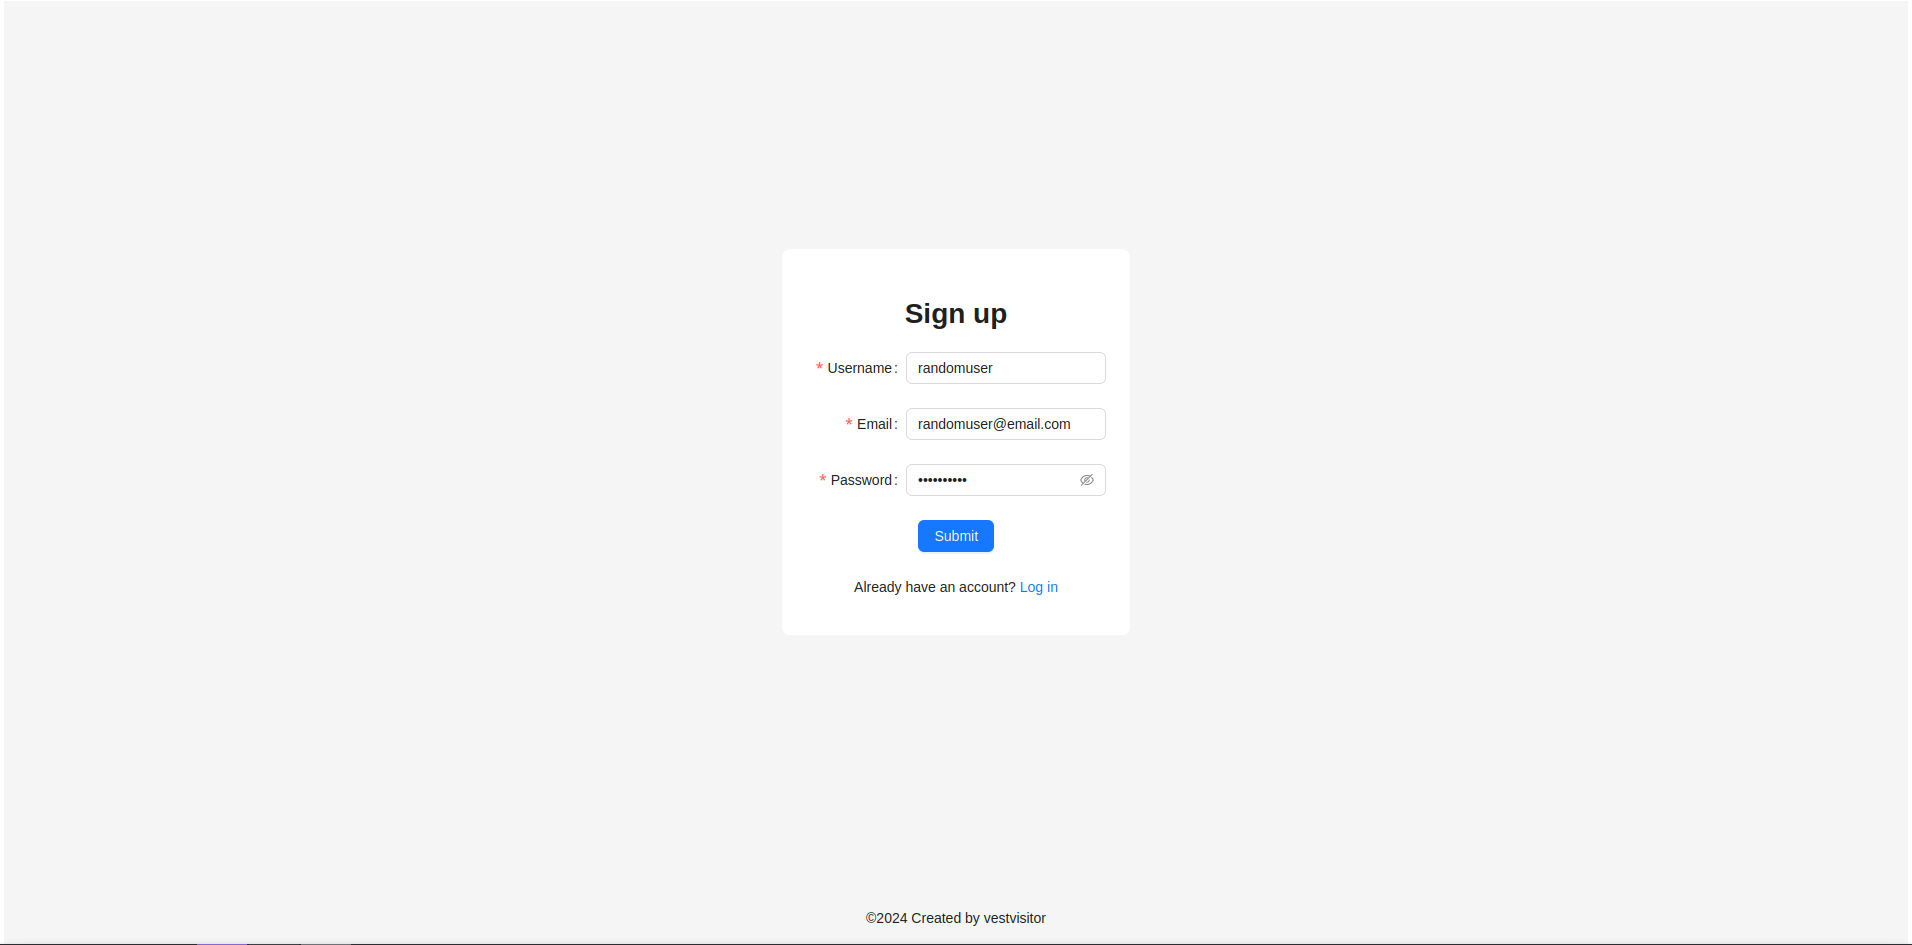 Sign up
* Username: randomuser
* Email: randomuser@email.com
* Password: ••••••••••
Submit
Already have an account? Log in
©2024 Created by vestvisitor